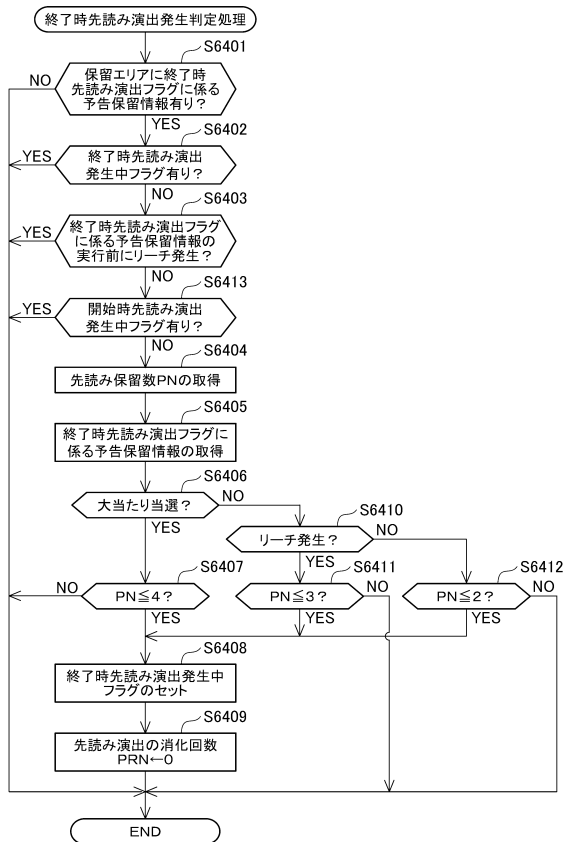 終了時先読み演出発生判定処理
S6401
保留エリアに終了時
先読み演出フラグに係る
予告保留情報有り？
NO
YES
S6402
終了時先読み演出
発生中フラグ有り？
YES
NO
S6403
終了時先読み演出フラグ
に係る予告保留情報の
実行前にリーチ発生？
YES
NO
S6413
開始時先読み演出
発生中フラグ有り？
YES
NO
S6404
先読み保留数PNの取得
S6405
終了時先読み演出フラグに
係る予告保留情報の取得
S6406
大当たり当選？
NO
YES
S6410
リーチ発生？
NO
YES
S6407
PN≦4？
NO
YES
S6411
PN≦3？
NO
YES
S6412
PN≦2？
NO
YES
S6408
終了時先読み演出発生中
フラグのセット
S6409
先読み演出の消化回数
PRN←0
END